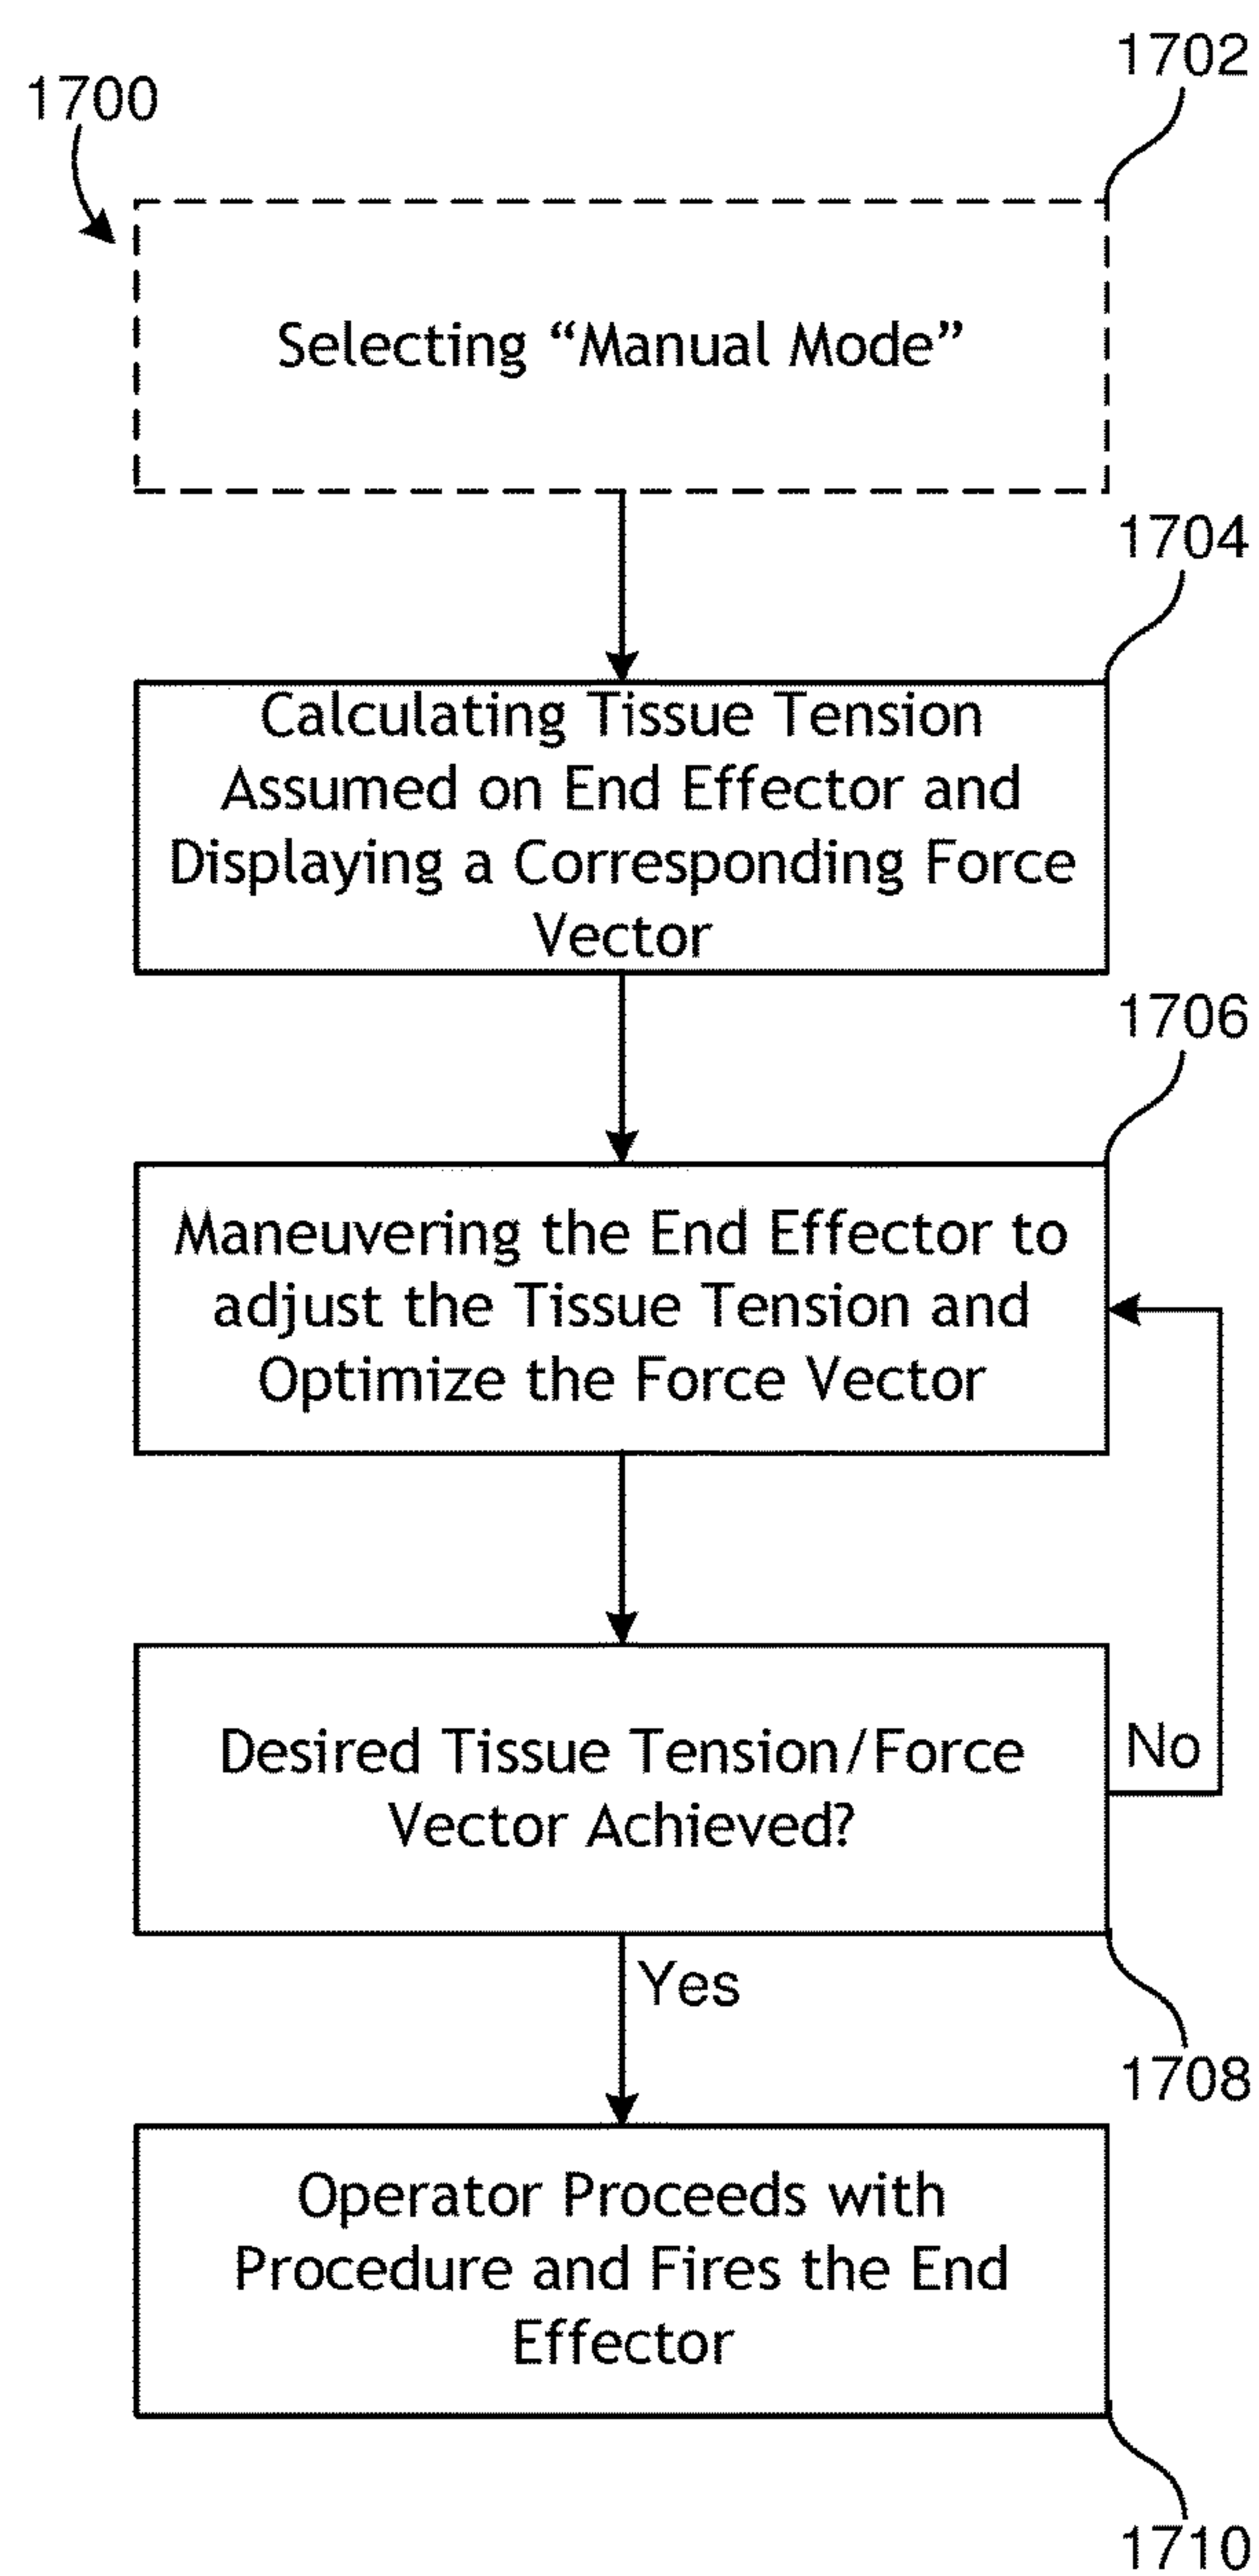 1700
1702
Selecting “Manual Mode”
1704
Calculating Tissue Tension
Assumed on End Effector and
Displaying a Corresponding Force
Vector
1706
Maneuvering the End Effector to
adjust the Tissue Tension and
Optimize the Force Vector
Desired Tissue Tension/Force
Vector Achieved?
No
Yes
1708
Operator Proceeds with
Procedure and Fires the End
Effector
1710